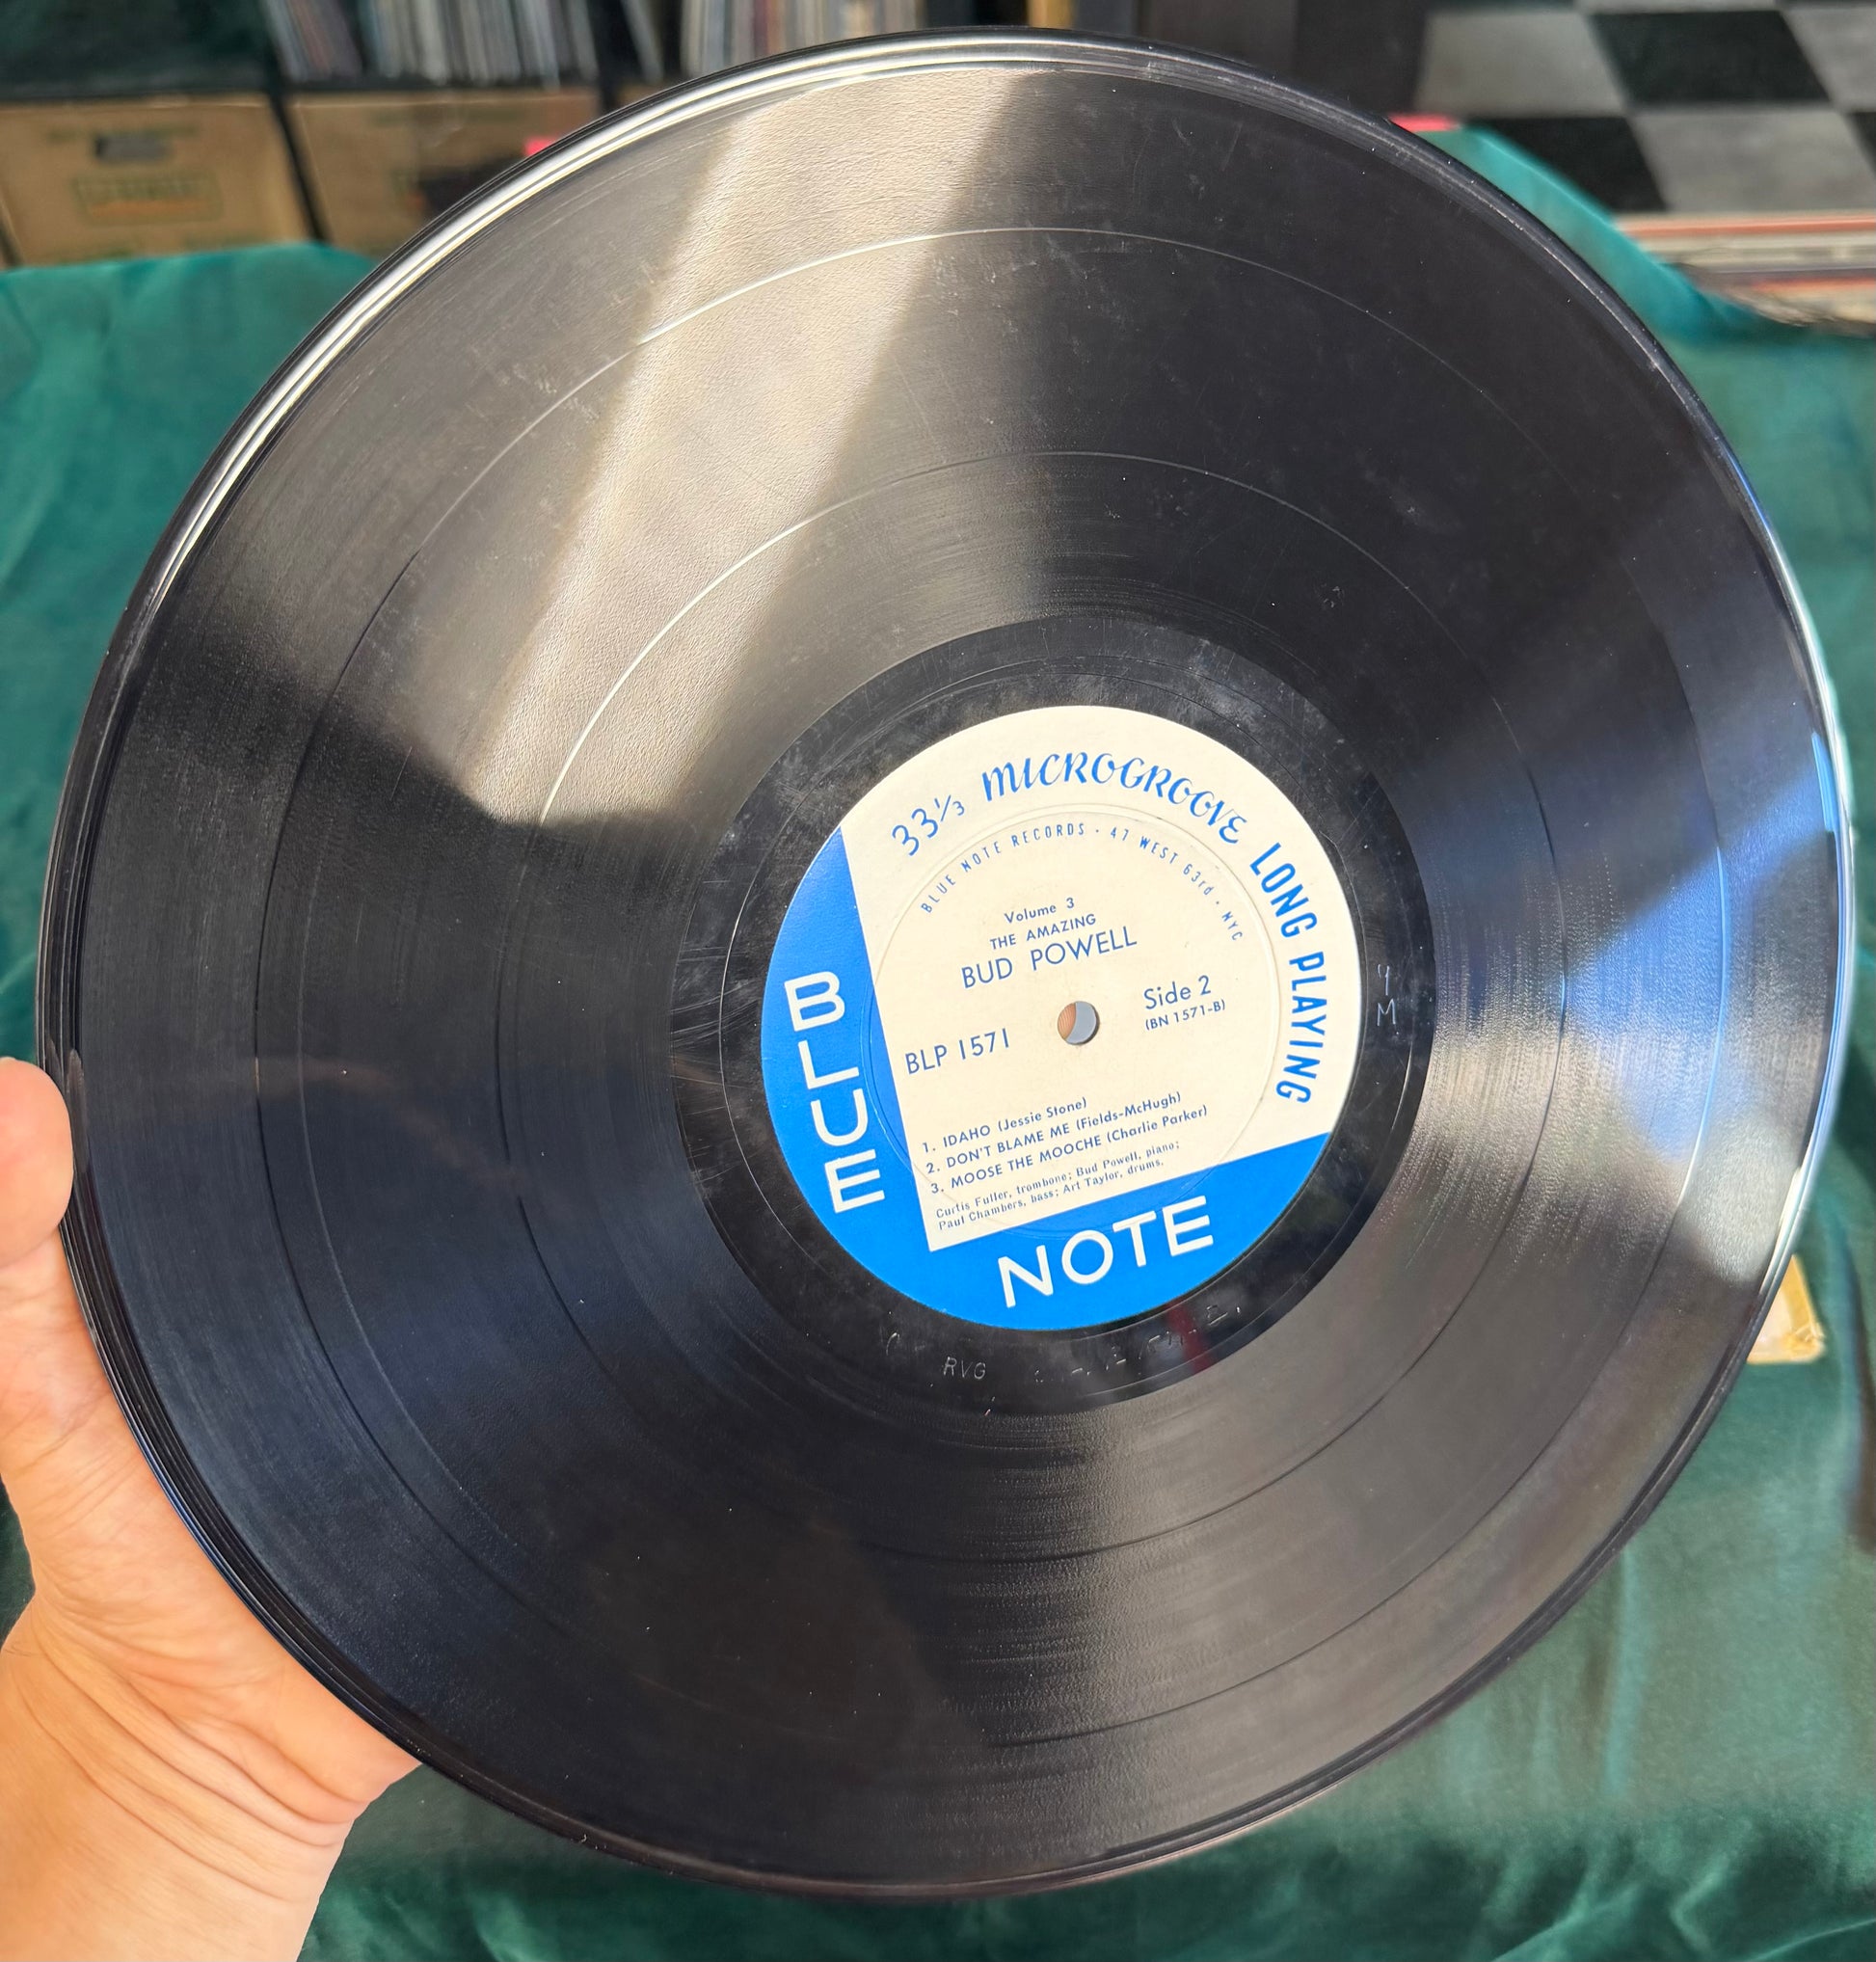 33⅓ MICROGROOVE LONG PLAYING
BLUE NOTE RECORDS · 47 WEST 63rd · NYC
Volume 3
THE AMAZING
BUD POWELL
Side 2
(BN 1571-B)
BLP 1571
1. IDAHO (Jessie Stone)
2. DON'T BLAME ME (Fields-McHugh)
3. MOOSE THE MOOCHE (Charlie Parker)
Curtis Fuller, trombone; Bud Powell, piano;
Paul Chambers, bass; Art Taylor, drums.
BLUE
NOTE
RVG